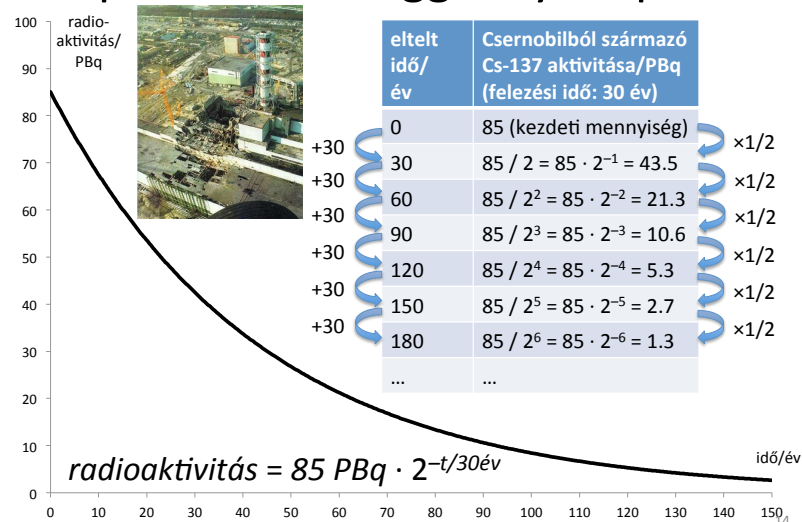 radio-
aktivitás/
PBq
100
90
80
70
60
50
40
30
20
10
0
0 10 20 30 40 50 60 70 80 90 100 110 120 130 140 150
idő/év
radioaktivitás = 85 PBq · 2^–t/30év
eltelt idő/ év | Csernobilból származó Cs-137 aktivitása/PBq (felezési idő: 30 év)
0 | 85 (kezdeti mennyiség)
30 | 85 / 2 = 85 · 2⁻¹ = 43.5
60 | 85 / 2² = 85 · 2⁻² = 21.3
90 | 85 / 2³ = 85 · 2⁻³ = 10.6
120 | 85 / 2⁴ = 85 · 2⁻⁴ = 5.3
150 | 85 / 2⁵ = 85 · 2⁻⁵ = 2.7
180 | 85 / 2⁶ = 85 · 2⁻⁶ = 1.3
... | ...
+30 ×1/2
+30 ×1/2
+30 ×1/2
+30 ×1/2
+30 ×1/2
+30 ×1/2